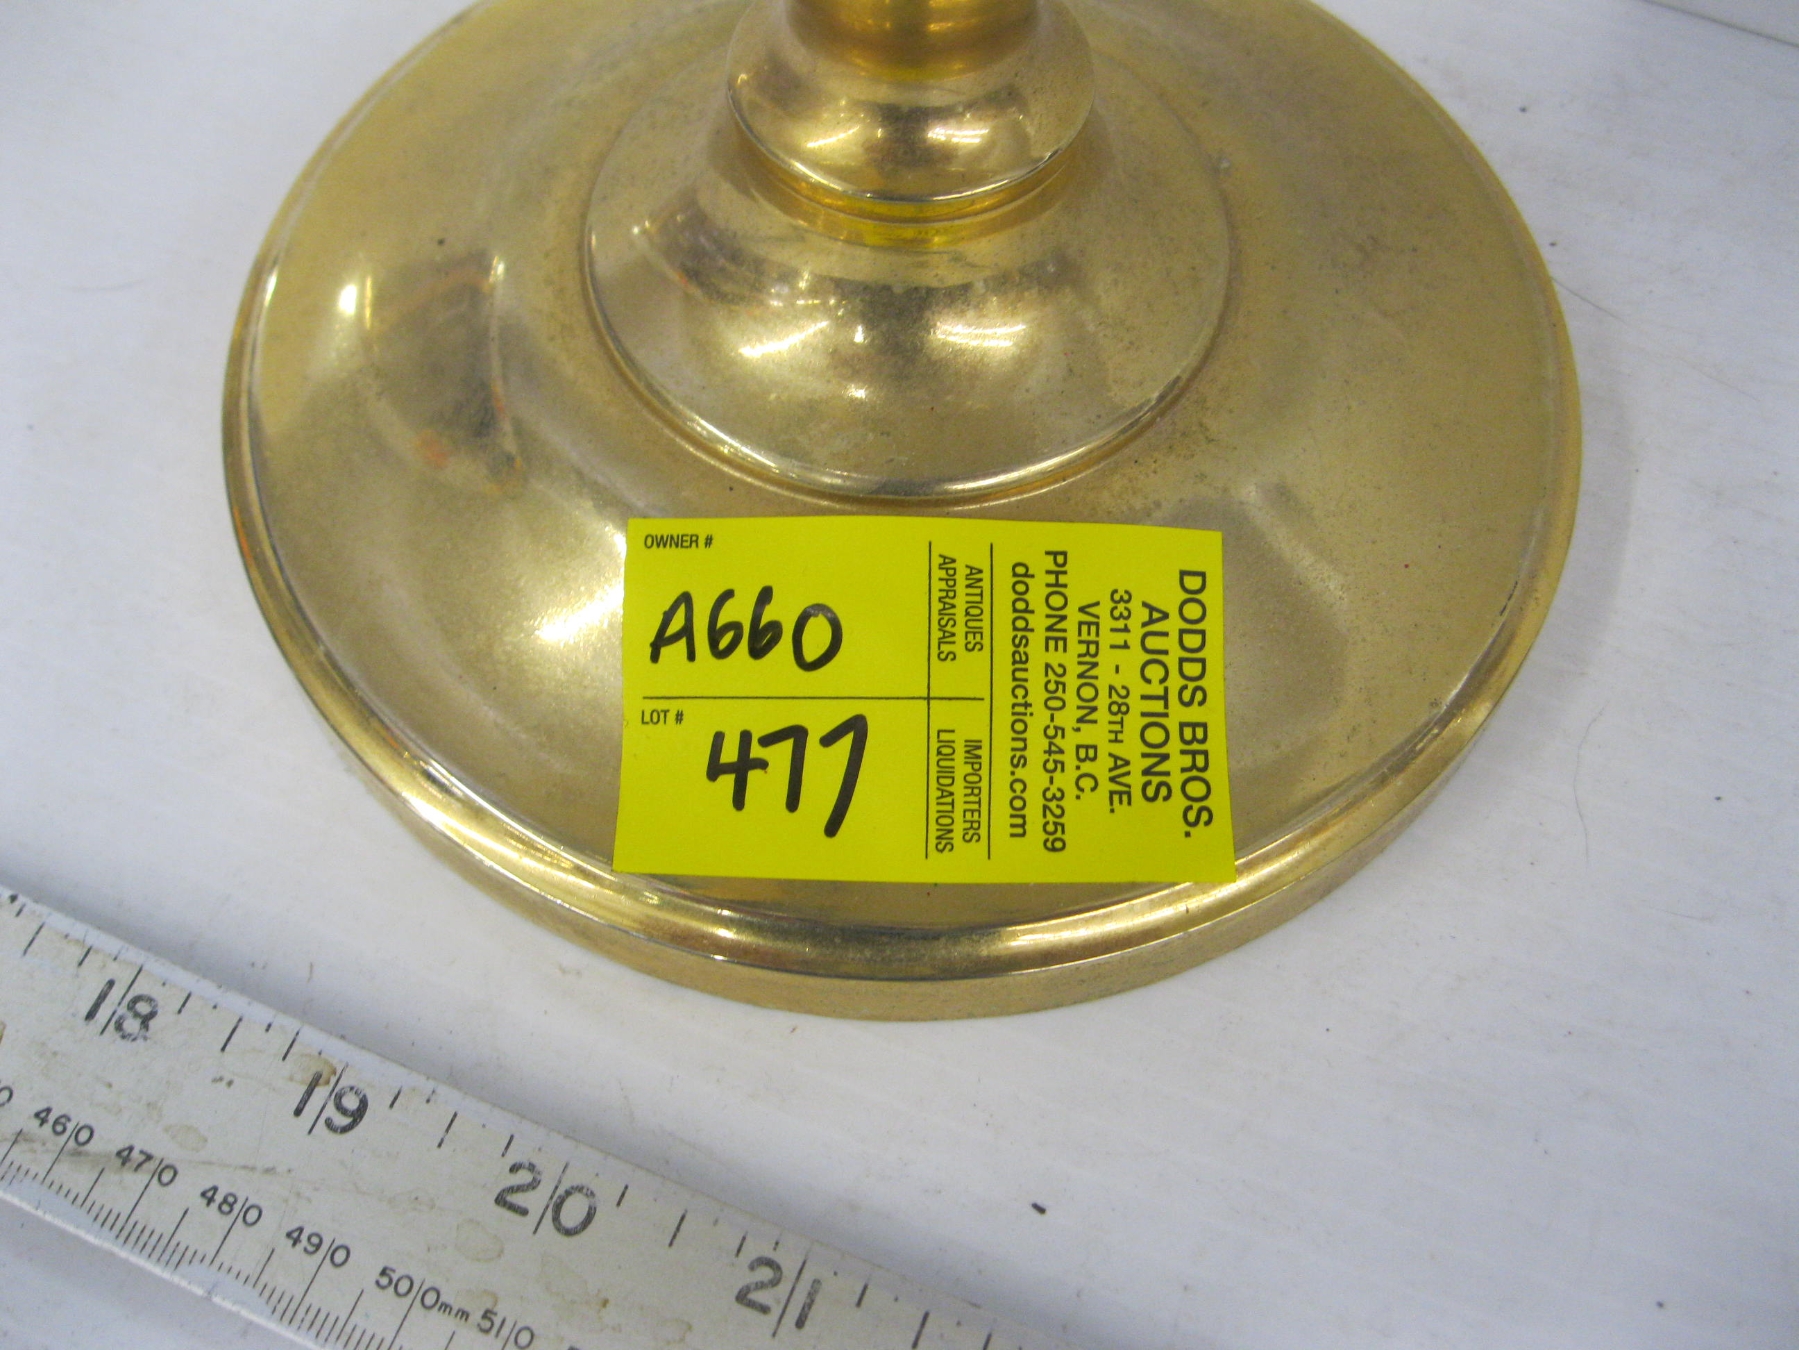 OWNER #
A660
LOT #
477
DODDS BROS.
AUCTIONS
3311 - 28TH AVE.
VERNON, B.C.
PHONE 250-545-3259
doddsauctions.com
ANTIQUES IMPORTERS
APPRAISALS LIQUIDATIONS
18 19 20 21
460 470 480 490 500mm 510